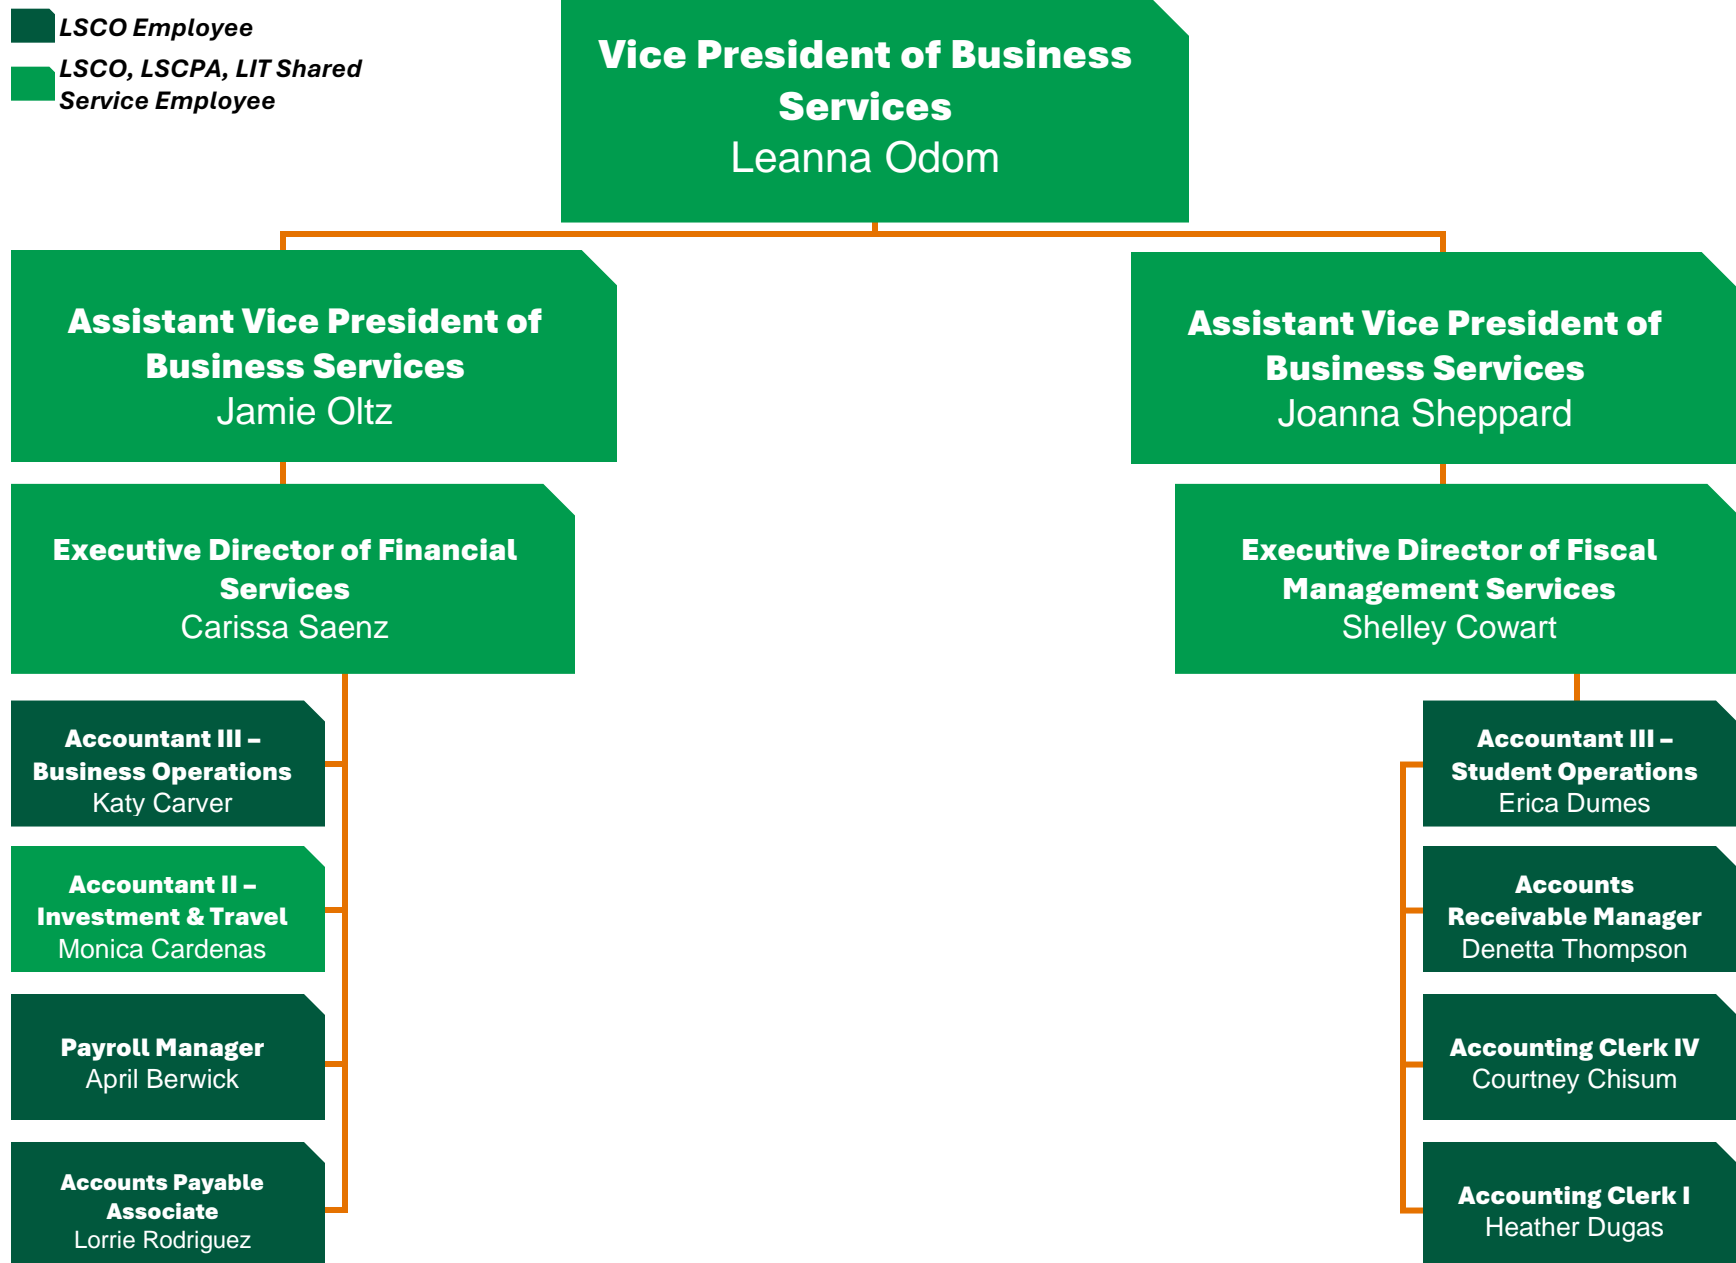 LSCO Employee
LSCO, LSCPA, LIT Shared
Service Employee
Vice President of Business
Services
Leanna Odom
Assistant Vice President of
Business Services
Jamie Oltz
Assistant Vice President of
Business Services
Joanna Sheppard
Executive Director of Financial
Services
Carissa Saenz
Executive Director of Fiscal
Management Services
Shelley Cowart
Accountant III –
Business Operations
Katy Carver
Accountant II –
Investment & Travel
Monica Cardenas
Payroll Manager
April Berwick
Accounts Payable
Associate
Lorrie Rodriguez
Accountant III –
Student Operations
Erica Dumes
Accounts
Receivable Manager
Denetta Thompson
Accounting Clerk IV
Courtney Chisum
Accounting Clerk I
Heather Dugas